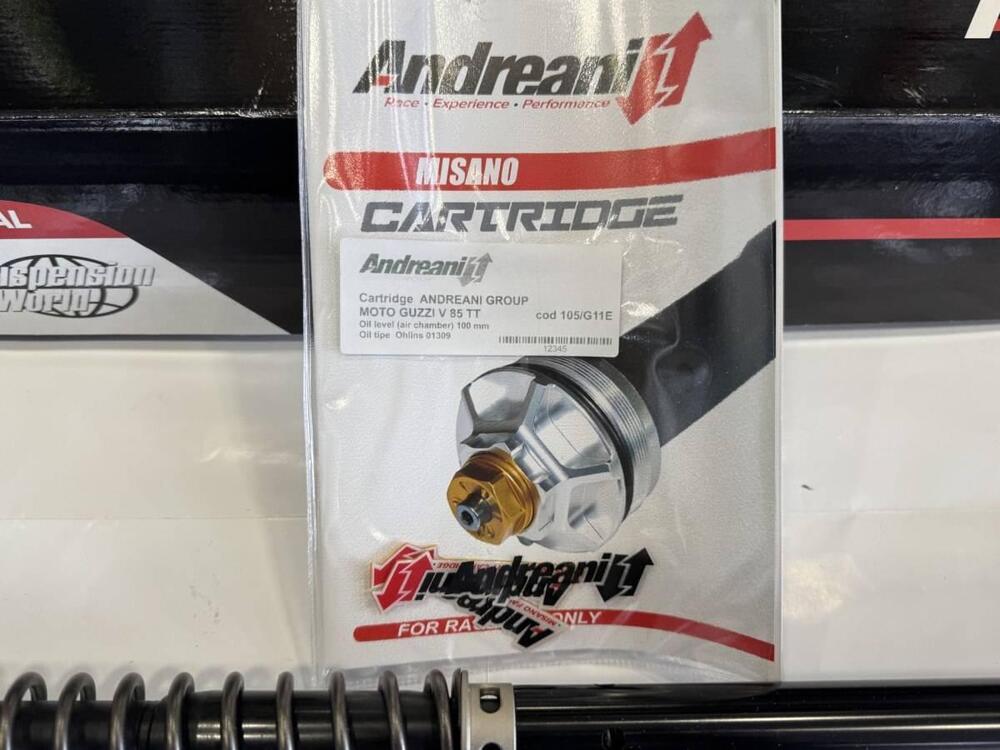 Andreani
Race • Experience • Performance
MISANO
CARTRIDGE
AL
Suspension
World
Andreani
Cartridge ANDREANI GROUP
MOTO GUZZI V 85 TT cod 105/G11E
Oil level (air chamber) 100 mm
Oil tipe Ohlins 01309
12345
Andreani
FOR ONLY